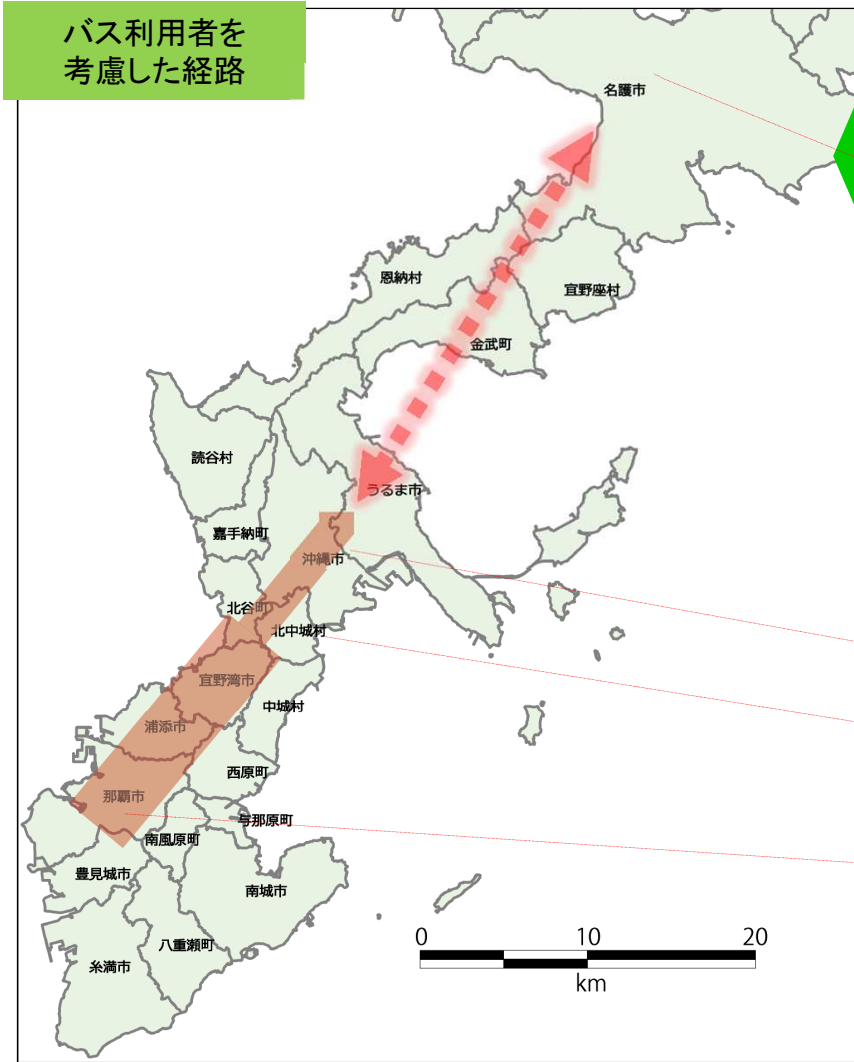 バス利用者を
考慮した経路
名護市
恩納村
宜野座村
金武町
読谷村
うるま市
嘉手納町
沖縄市
北谷町
北中城村
宜野湾市
中城村
浦添市
西原町
那覇市
与那原町
南風原町
豊見城市
南城市
八重瀬町
糸満市
0 10 20
km